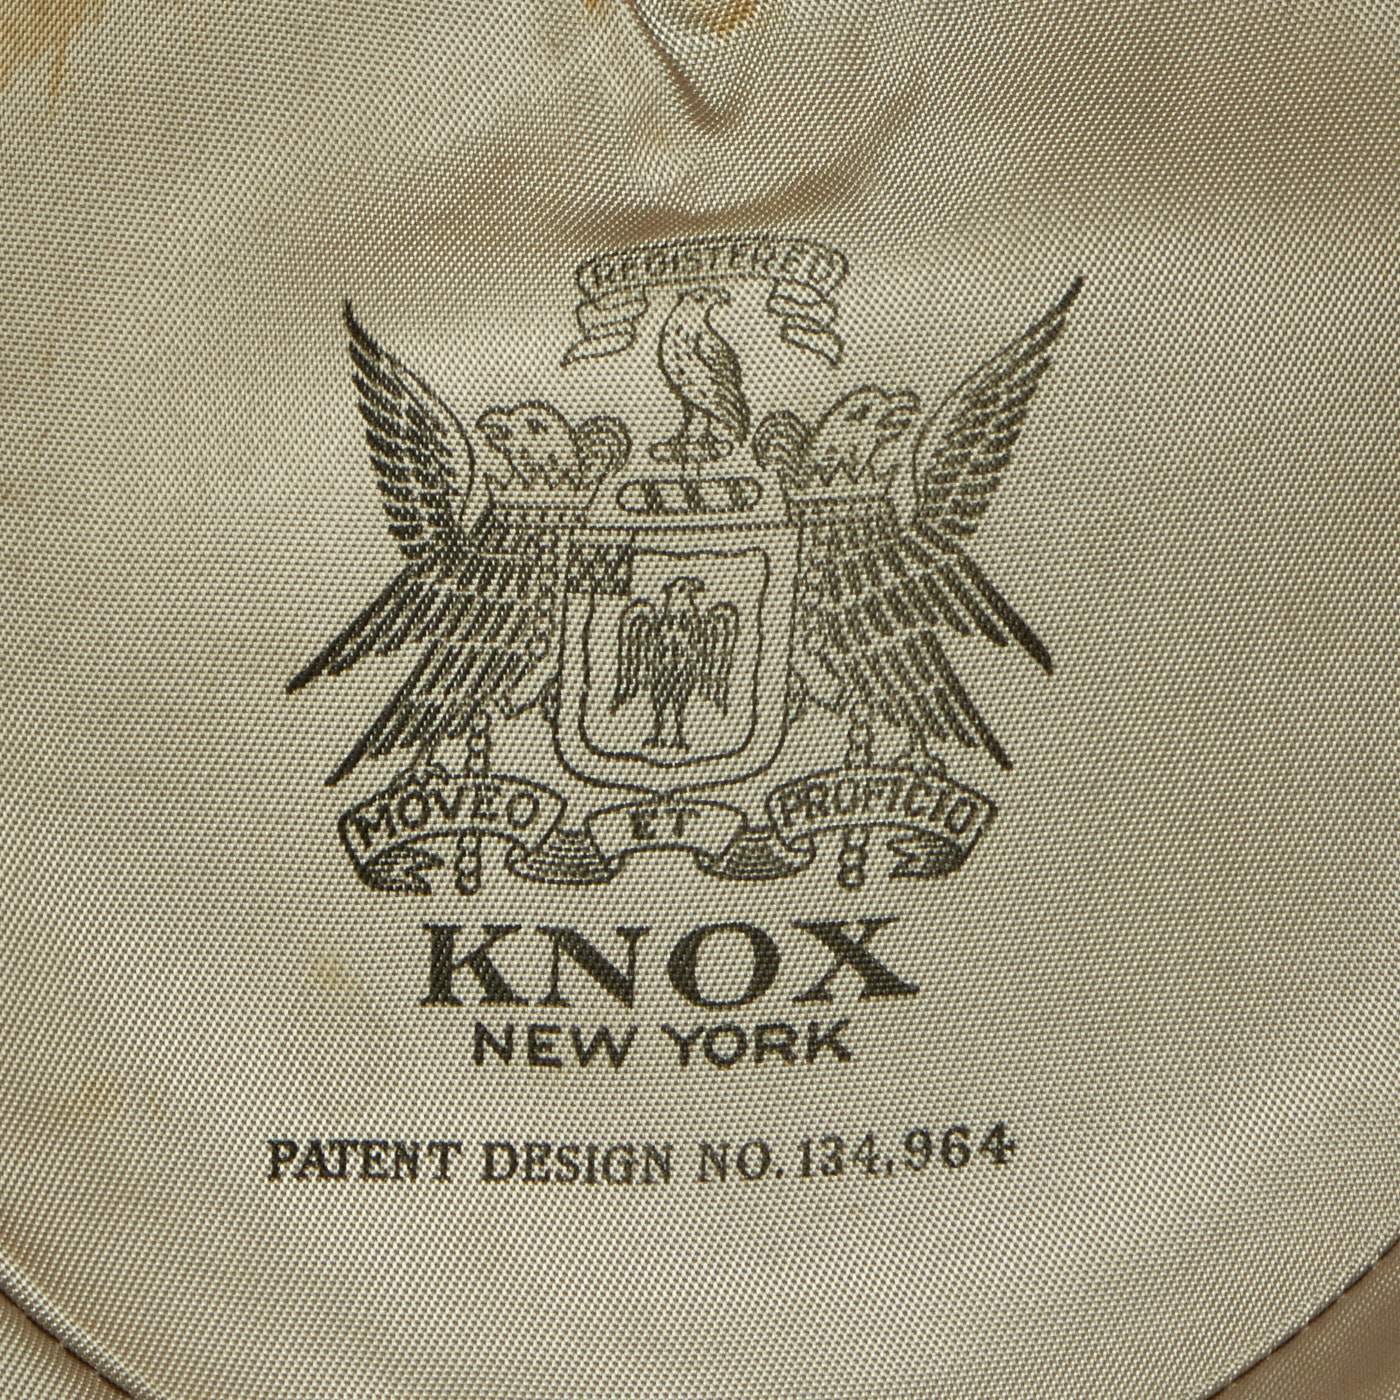 REGISTERED
MOVEO ET PROFICIO
KNOX
NEW YORK
PATENT DESIGN NO. 134,964